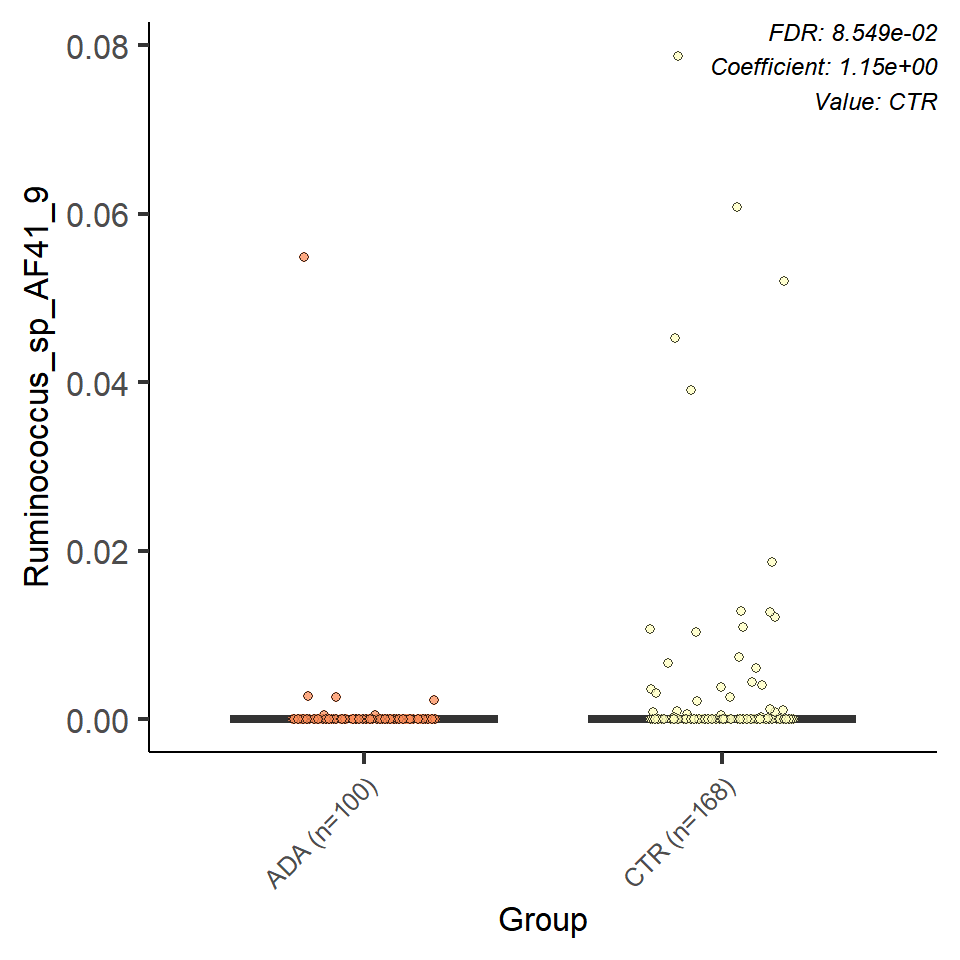 FDR: 8.549e-02
Coefficient: 1.15e+00
Value: CTR
Ruminococcus_sp_AF41_9
0.08
0.06
0.04
0.02
0.00
ADA (n=100)
CTR (n=168)
Group